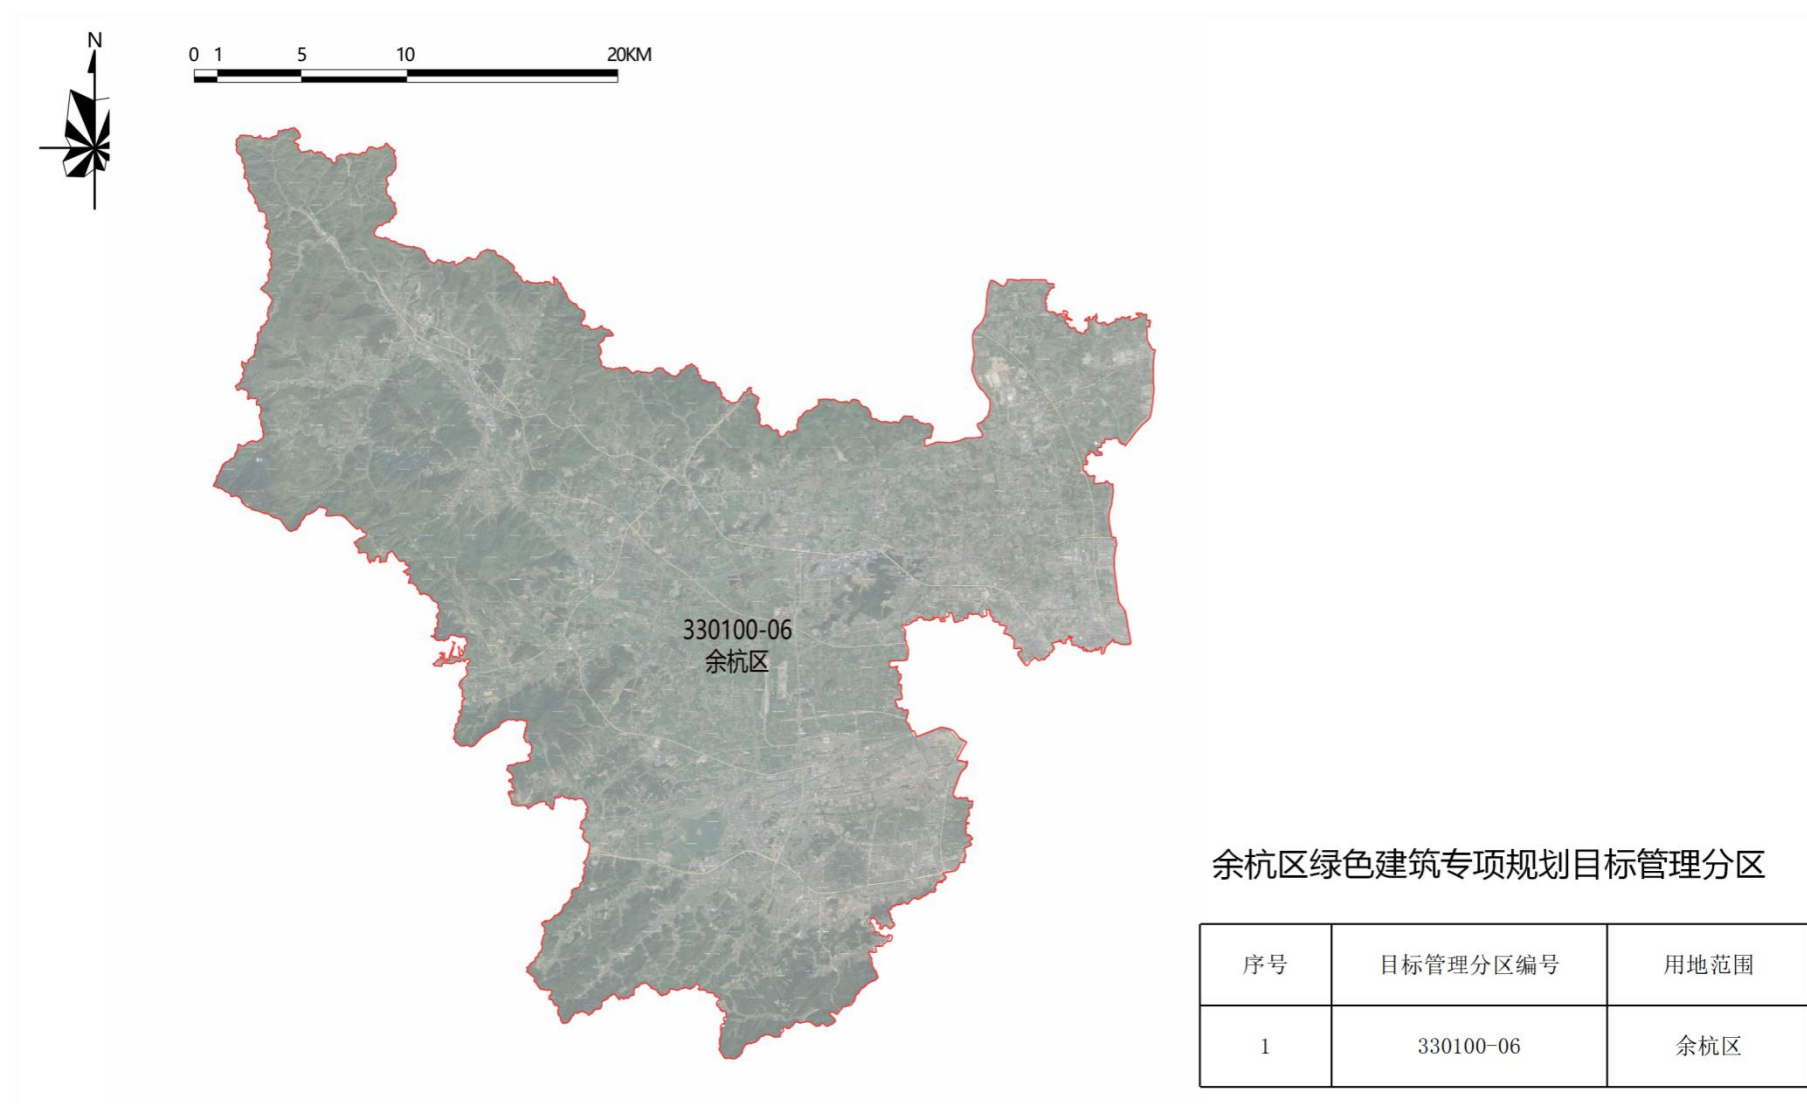 N
0 1 5 10 20KM
330100-06
余杭区
余杭区绿色建筑专项规划目标管理分区
序号 目标管理分区编号 用地范围
1 330100-06 余杭区